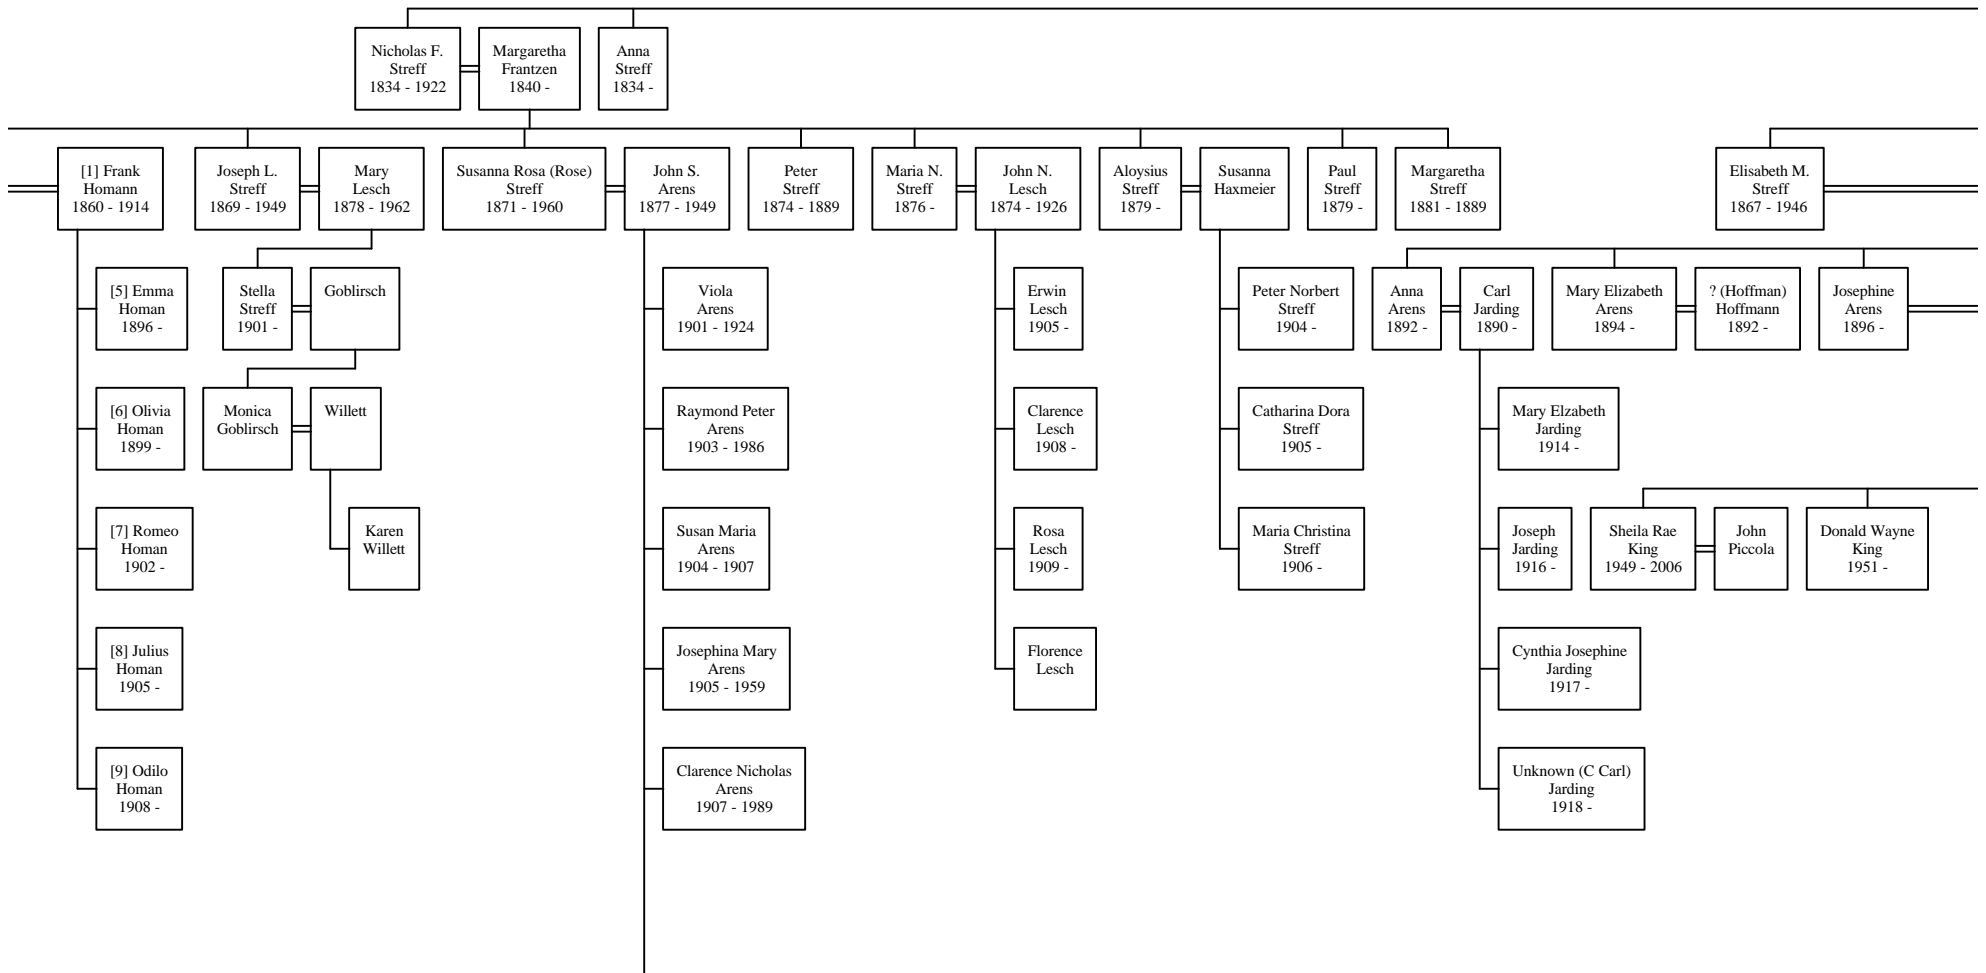 Nicholas F.
Streff
1834 - 1922
Margaretha
Frantzen
1840 -
Anna
Streff
1834 -
[1] Frank
Homann
1860 - 1914
Joseph L.
Streff
1869 - 1949
Mary
Lesch
1878 - 1962
Susanna Rosa (Rose)
Streff
1871 - 1960
John S.
Arens
1877 - 1949
Peter
Streff
1874 - 1889
Maria N.
Streff
1876 -
John N.
Lesch
1874 - 1926
Aloysius
Streff
1879 -
Susanna
Haxmeier
Paul
Streff
1879 -
Margaretha
Streff
1881 - 1889
Elisabeth M.
Streff
1867 - 1946
[5] Emma
Homan
1896 -
Stella
Streff
1901 -
Goblirsch
Viola
Arens
1901 - 1924
Erwin
Lesch
1905 -
Peter Norbert
Streff
1904 -
Anna
Arens
1892 -
Carl
Jarding
1890 -
Mary Elizabeth
Arens
1894 -
? (Hoffman)
Hoffmann
1892 -
Josephine
Arens
1896 -
[6] Olivia
Homan
1899 -
Monica
Goblirsch
Willett
Raymond Peter
Arens
1903 - 1986
Clarence
Lesch
1908 -
Catharina Dora
Streff
1905 -
Mary Elzabeth
Jarding
1914 -
[7] Romeo
Homan
1902 -
Karen
Willett
Susan Maria
Arens
1904 - 1907
Rosa
Lesch
1909 -
Maria Christina
Streff
1906 -
Joseph
Jarding
1916 -
Sheila Rae
King
1949 - 2006
John
Piccola
Donald Wayne
King
1951 -
[8] Julius
Homan
1905 -
Josephina Mary
Arens
1905 - 1959
Florence
Lesch
Cynthia Josephine
Jarding
1917 -
[9] Odilo
Homan
1908 -
Clarence Nicholas
Arens
1907 - 1989
Unknown (C Carl)
Jarding
1918 -